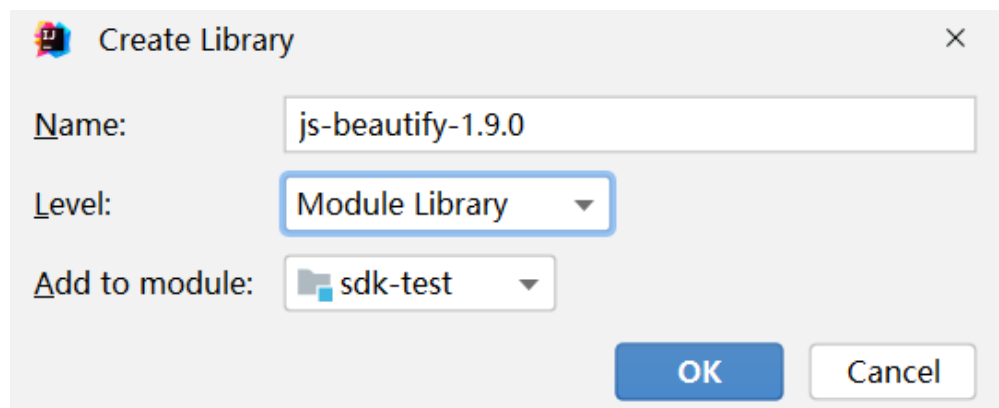 Create Library
Name: js-beautify-1.9.0
Level: Module Library
Add to module: sdk-test
OK Cancel